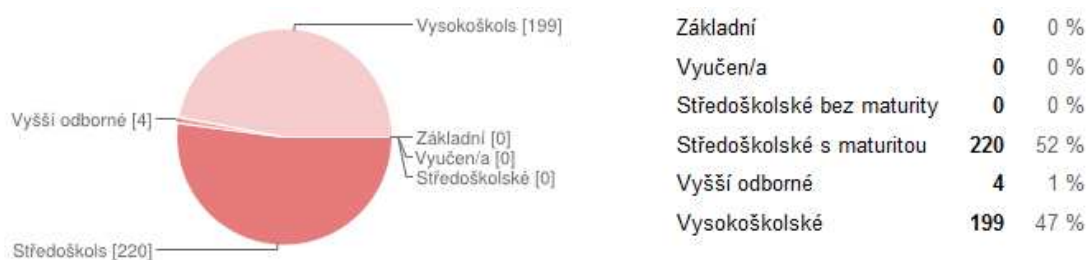 Vysokoškols [199]
Vyšší odborné [4]
Základní [0]
Vyučen/a [0]
Středoškolské [0]
Středoškols [220]
Základní 0 0 %
Vyučen/a 0 0 %
Středoškolské bez maturity 0 0 %
Středoškolské s maturitou 220 52 %
Vyšší odborné 4 1 %
Vysokoškolské 199 47 %